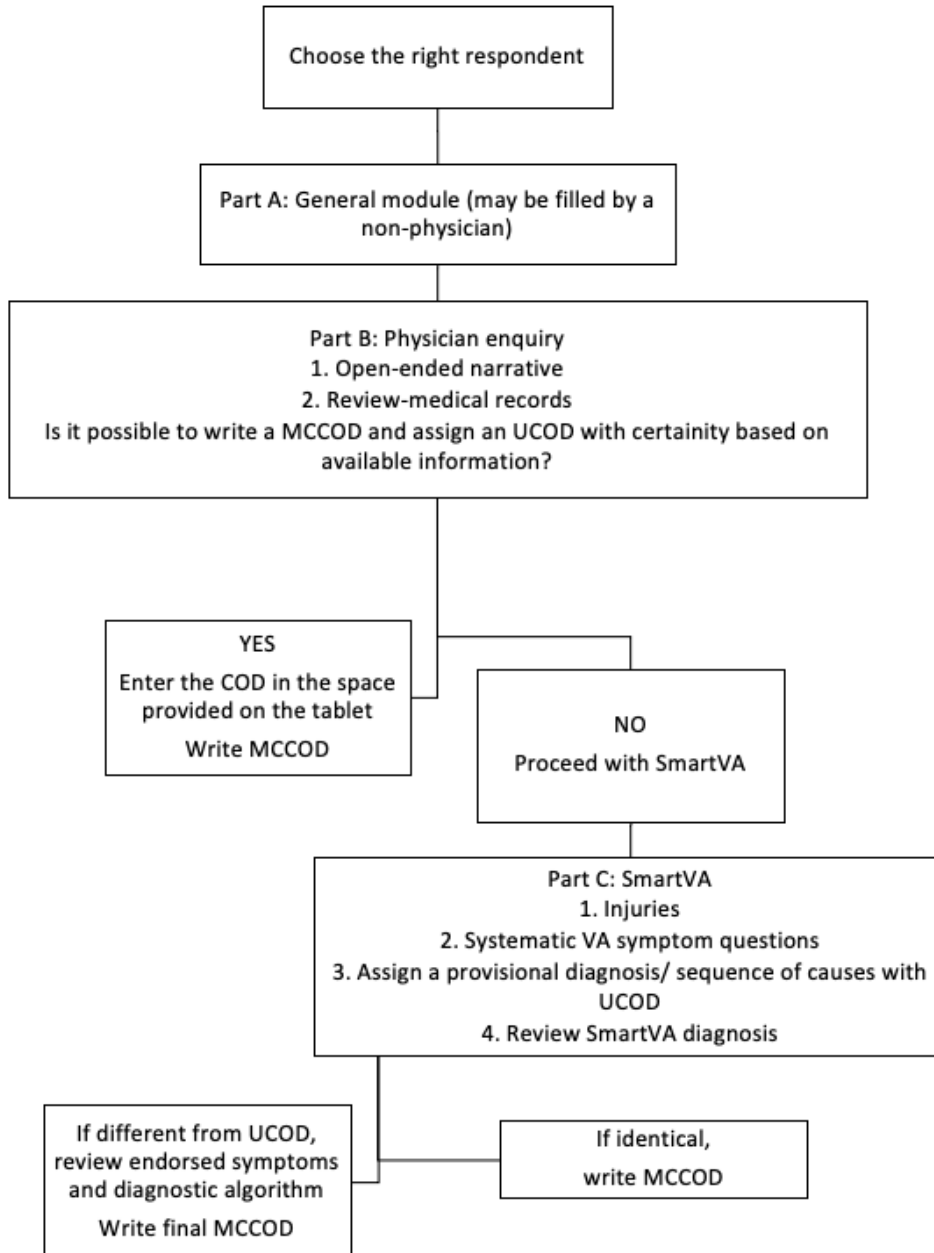 Choose the right respondent
Part A: General module (may be filled by a
non-physician)
Part B: Physician enquiry
1. Open-ended narrative
2. Review-medical records
Is it possible to write a MCCOD and assign an UCOD with certainity based on
available information?
YES
Enter the COD in the space
provided on the tablet
Write MCCOD
NO
Proceed with SmartVA
Part C: SmartVA
1. Injuries
2. Systematic VA symptom questions
3. Assign a provisional diagnosis/ sequence of causes with
UCOD
4. Review SmartVA diagnosis
If different from UCOD,
review endorsed symptoms
and diagnostic algorithm
Write final MCCOD
If identical,
write MCCOD